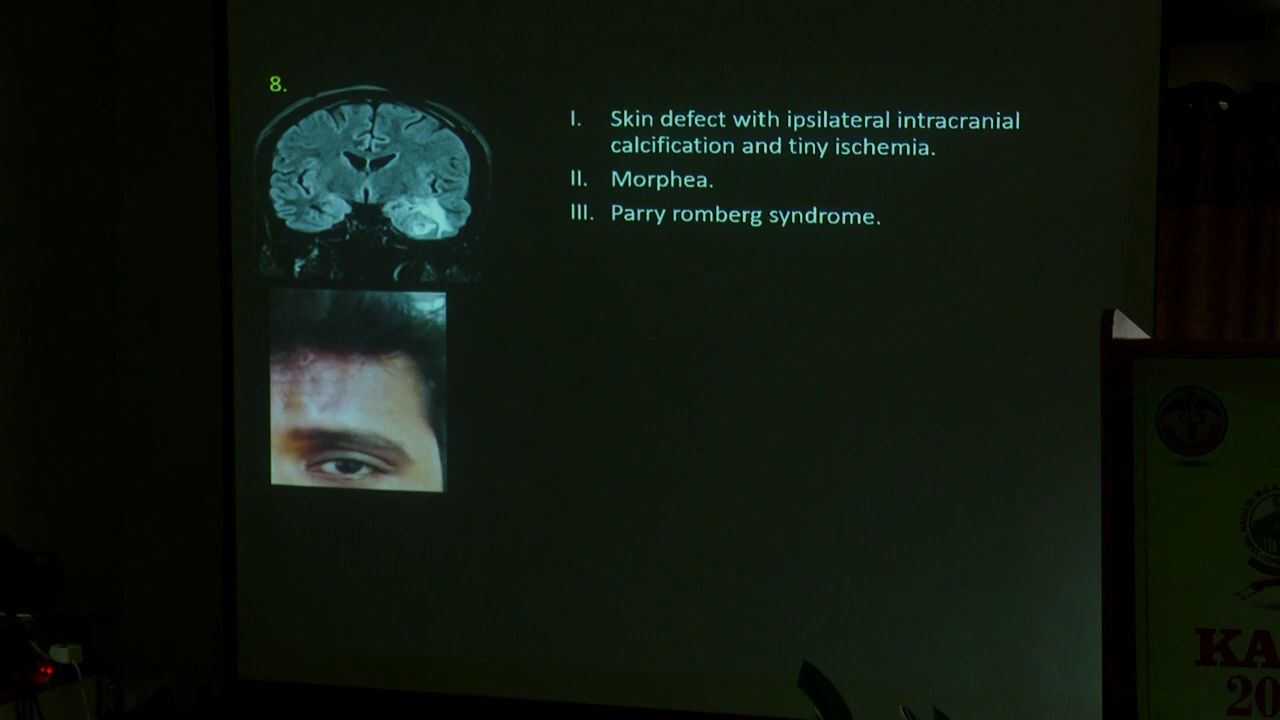 8.
I. Skin defect with ipsilateral intracranial
calcification and tiny ischemia.
II. Morphea.
III. Parry romberg syndrome.
KA
20